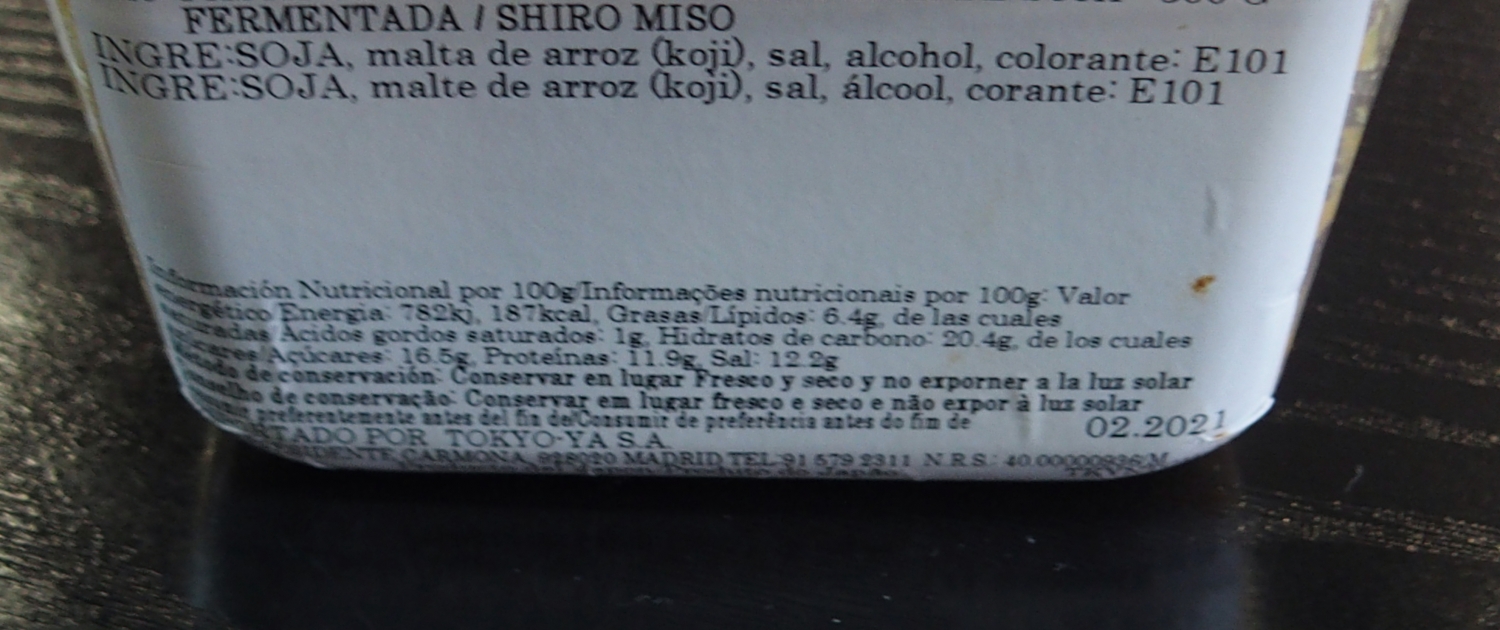 FERMENTADA / SHIRO MISO
INGRE:SOJA, malta de arroz (koji), sal, alcohol, colorante: E101
INGRE:SOJA, malte de arroz (koji), sal, álcool, corante: E101
Información Nutricional por 100g/Informações nutricionais por 100g: Valor
energético/Energia: 782kj, 187kcal, Grasas/Lípidos: 6.4g, de las cuales
Ácidos gordos saturados: 1g, Hidratos de carbono: 20.4g, de los cuales
Açúcares: 16.5g, Proteínas: 11.9g, Sal: 12.2g
de conservación: Conservar en lugar Fresco y seco y no exporner a la luz solar
de conservação: Conservar em lugar fresco e seco e não expor à luz solar
preferentemente antes del fin de/Consumir de preferência antes do fim de
02.2021
POR TOKYO-YA S.A.
CARMONA, 9 28020 MADRID TEL 91 579 2311 N.R.S.: